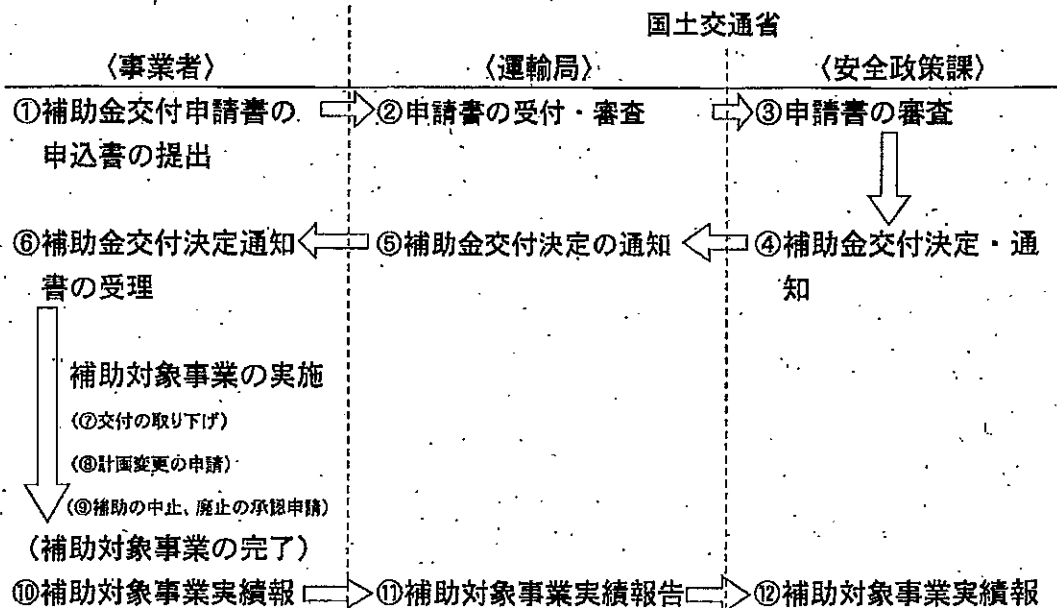 国土交通省
〈事業者〉 〈運輸局〉 〈安全政策課〉
①補助金交付申請書の申込書の提出
②申請書の受付・審査
③申請書の審査
④補助金交付決定・通知
⑤補助金交付決定の通知
⑥補助金交付決定通知書の受理
補助対象事業の実施
(⑦交付の取り下げ)
(⑧計画変更の申請)
(⑨補助の中止、廃止の承認申請)
(補助対象事業の完了)
⑩補助対象事業実績報
⑪補助対象事業実績報告
⑫補助対象事業実績報